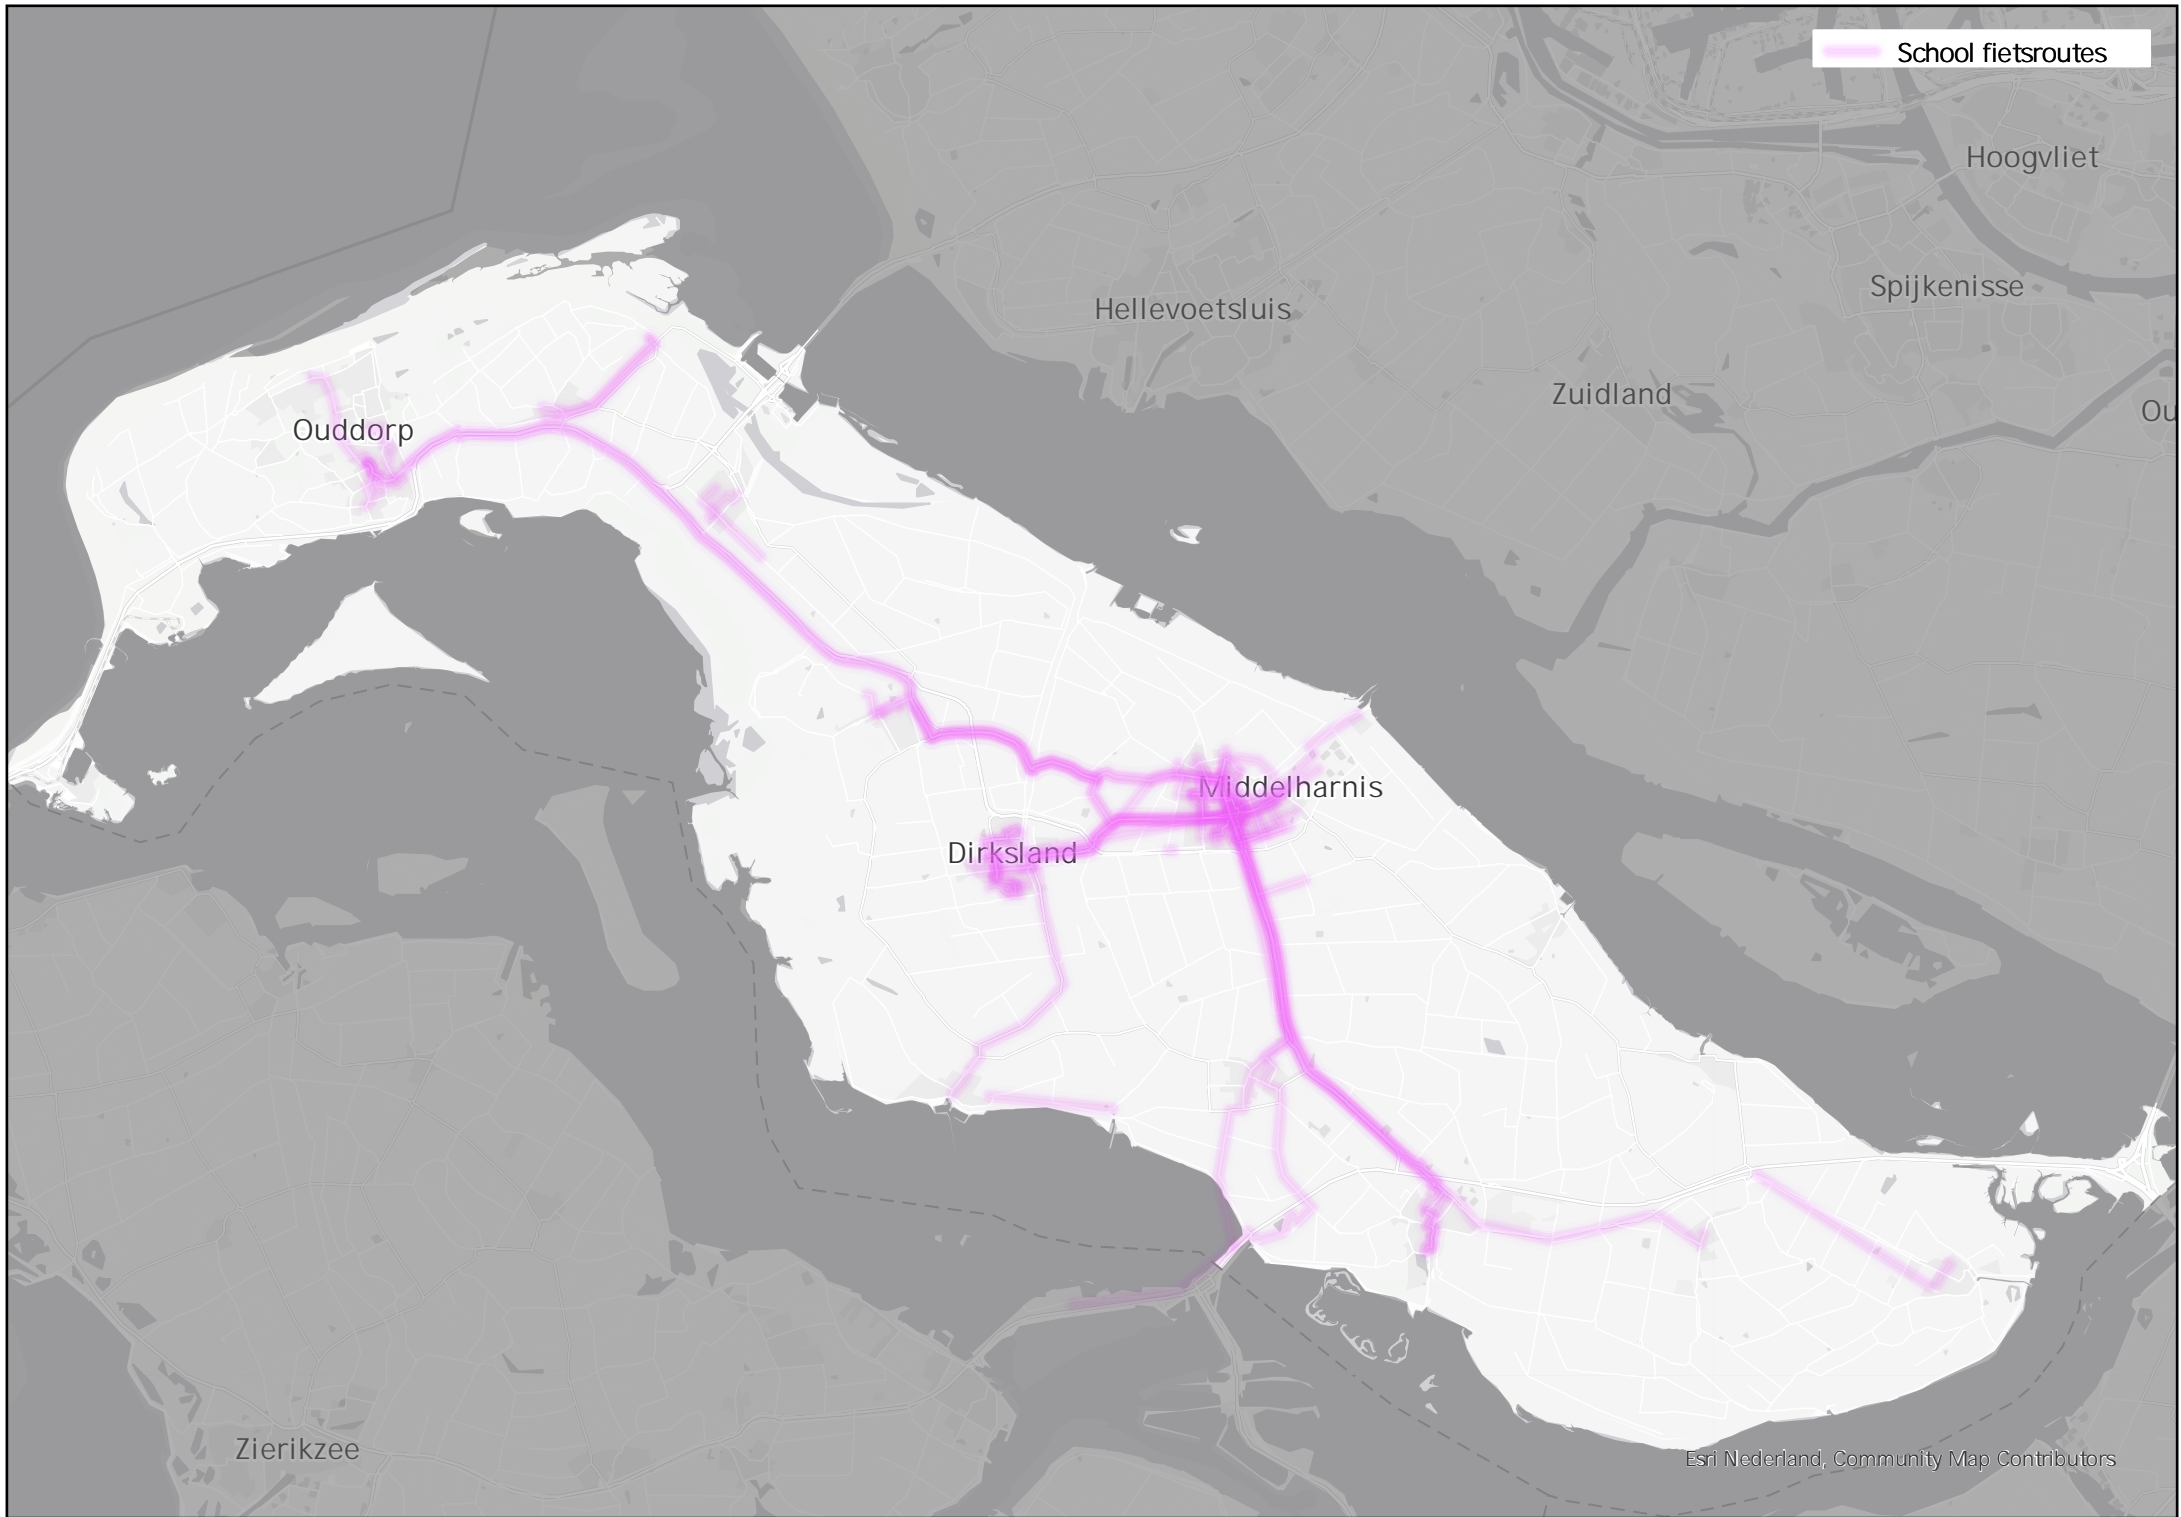 School fietsroutes
Hoogvliet
Spijkenisse
Hellevoetsluis
Zuidland
Ou
Ouddorp
Middelharnis
Dirksland
Zierikzee
Esri Nederland, Community Map Contributors